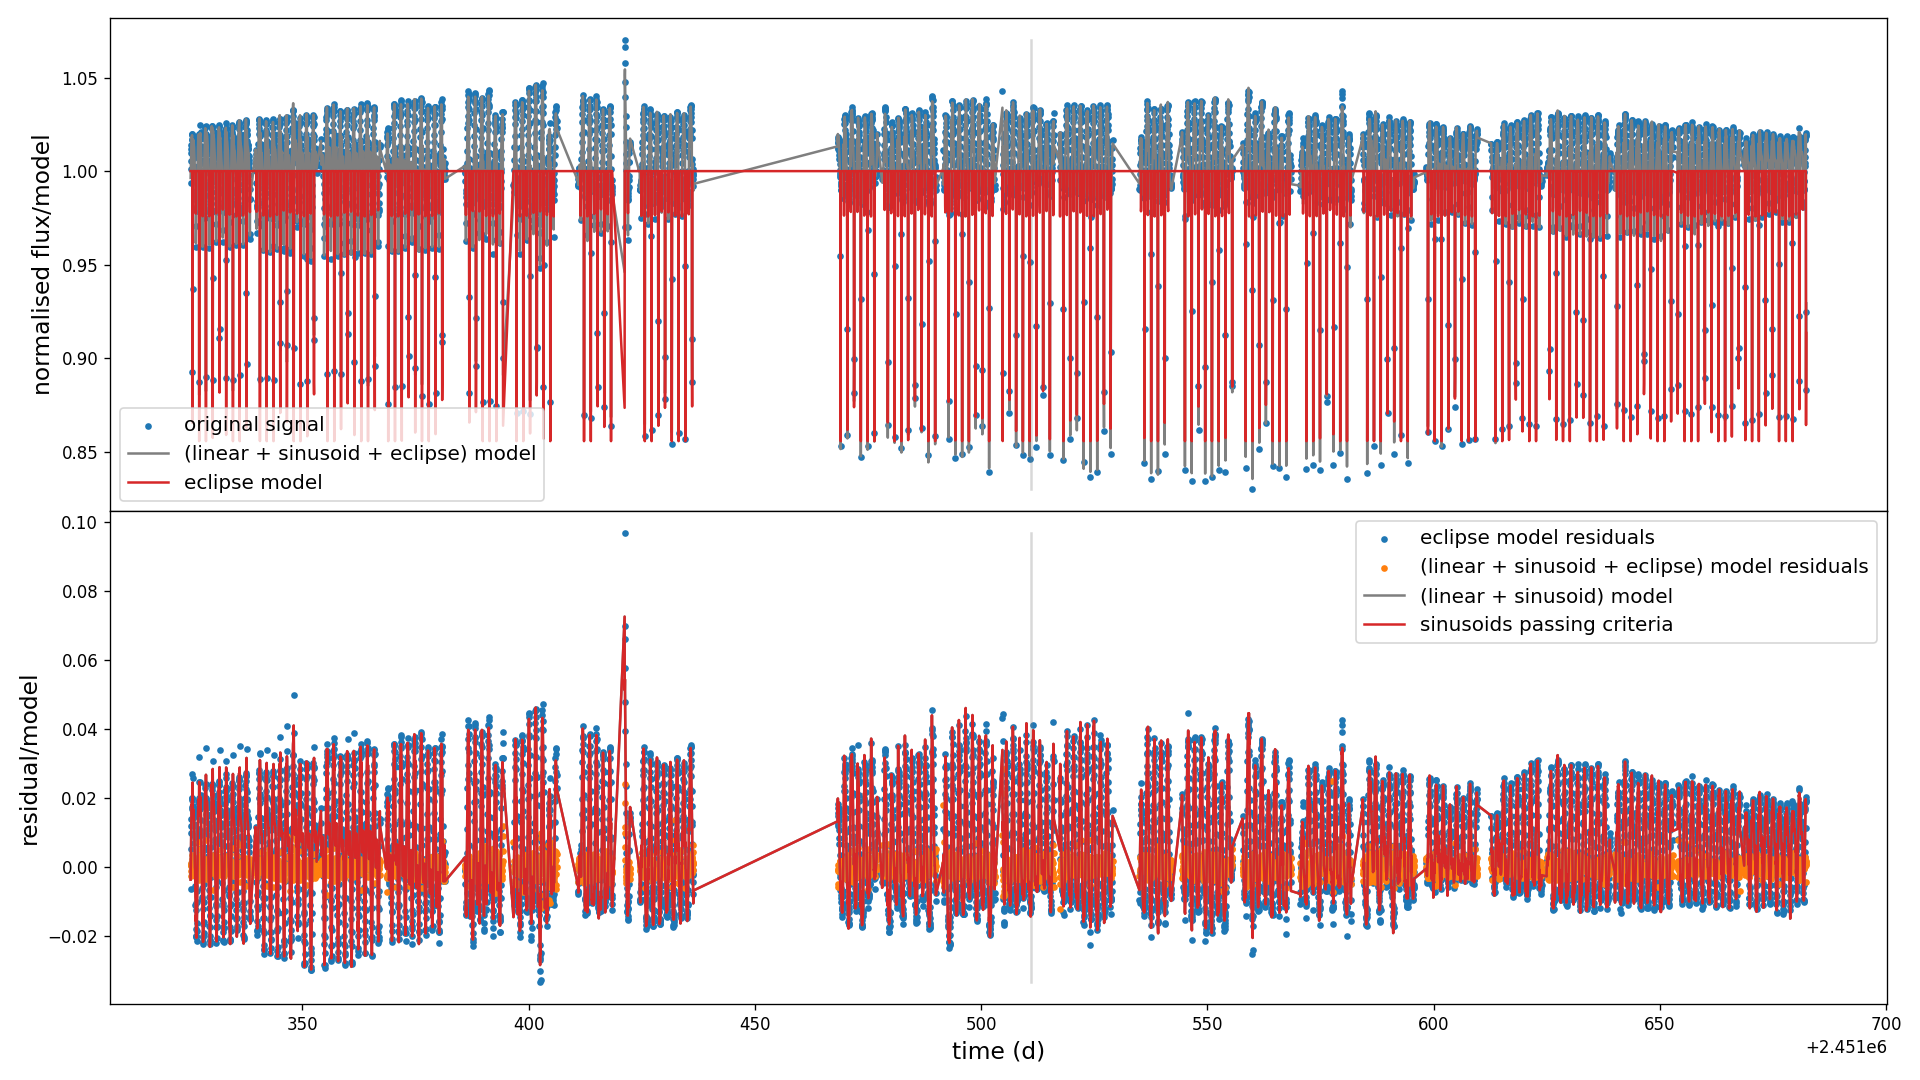 1.05
1.00
0.95
0.90
0.85
normalised flux/model
original signal
(linear + sinusoid + eclipse) model
eclipse model
0.10
0.08
0.06
0.04
0.02
0.00
−0.02
residual/model
eclipse model residuals
(linear + sinusoid + eclipse) model residuals
(linear + sinusoid) model
sinusoids passing criteria
350
400
450
500
550
600
650
700
time (d)
+2.451e6